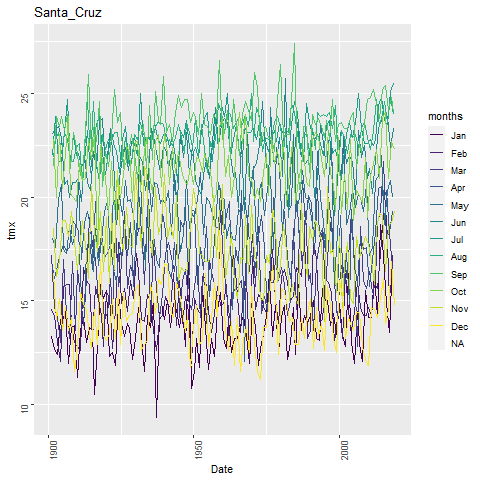 Santa_Cruz
25
20
15
10
tmx
1900
1950
2000
Date
months
Jan
Feb
Mar
Apr
May
Jun
Jul
Aug
Sep
Oct
Nov
Dec
NA